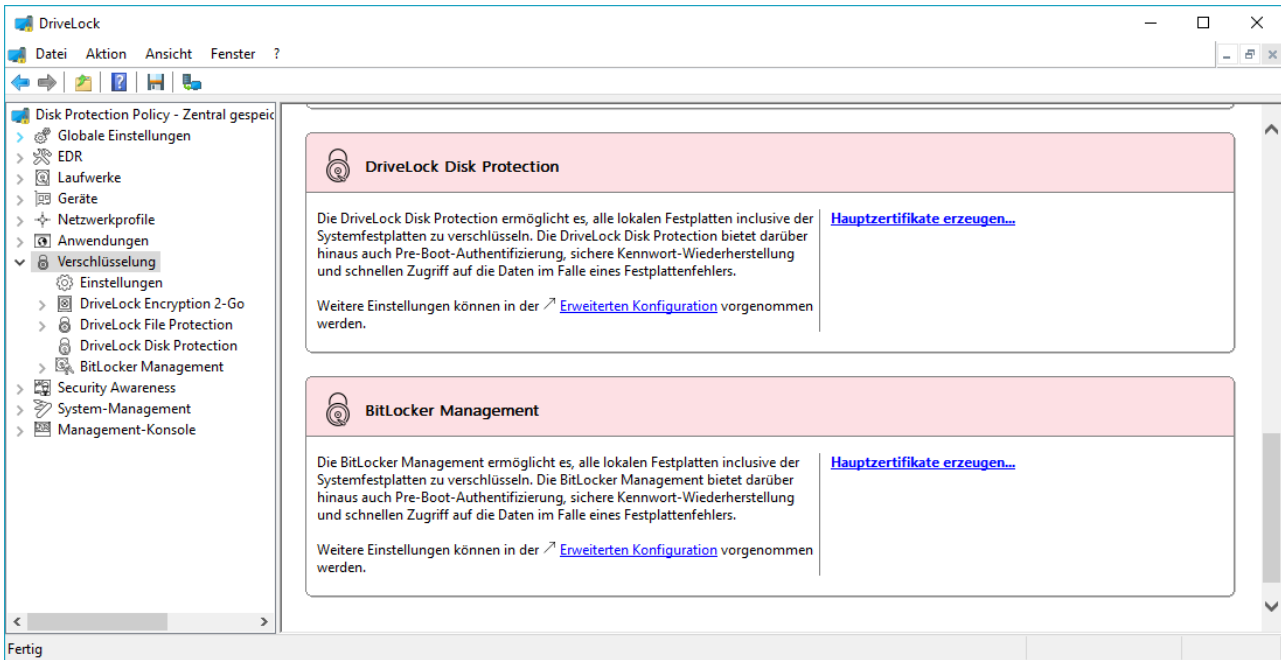 DriveLock
Datei Aktion Ansicht Fenster ?
Disk Protection Policy - Zentral gespeic
Globale Einstellungen
EDR
Laufwerke
Geräte
Netzwerkprofile
Anwendungen
Verschlüsselung
Einstellungen
DriveLock Encryption 2-Go
DriveLock File Protection
DriveLock Disk Protection
BitLocker Management
Security Awareness
System-Management
Management-Konsole
DriveLock Disk Protection
Die DriveLock Disk Protection ermöglicht es, alle lokalen Festplatten inclusive der
Systemfestplatten zu verschlüsseln. Die DriveLock Disk Protection bietet darüber
hinaus auch Pre-Boot-Authentifizierung, sichere Kennwort-Wiederherstellung
und schnellen Zugriff auf die Daten im Falle eines Festplattenfehlers.
Weitere Einstellungen können in der Erweiterten Konfiguration vorgenommen
werden.
Hauptzertifikate erzeugen...
BitLocker Management
Die BitLocker Management ermöglicht es, alle lokalen Festplatten inclusive der
Systemfestplatten zu verschlüsseln. Die BitLocker Management bietet darüber
hinaus auch Pre-Boot-Authentifizierung, sichere Kennwort-Wiederherstellung
und schnellen Zugriff auf die Daten im Falle eines Festplattenfehlers.
Weitere Einstellungen können in der Erweiterten Konfiguration vorgenommen
werden.
Hauptzertifikate erzeugen...
Fertig